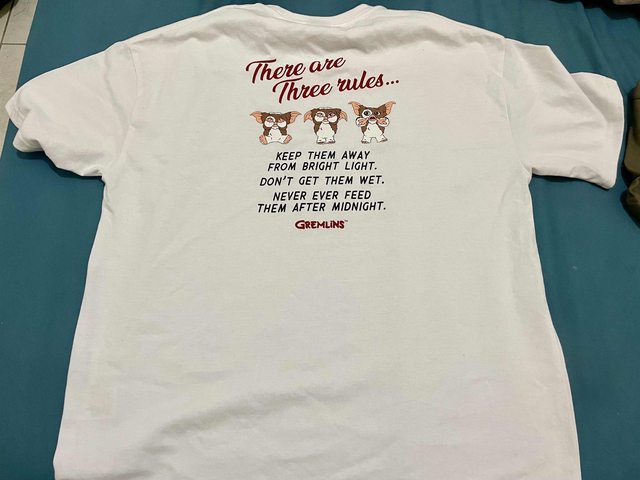 There are
Three rules...
KEEP THEM AWAY
FROM BRIGHT LIGHT.
DON'T GET THEM WET.
NEVER EVER FEED
THEM AFTER MIDNIGHT.
GREMLiNS™